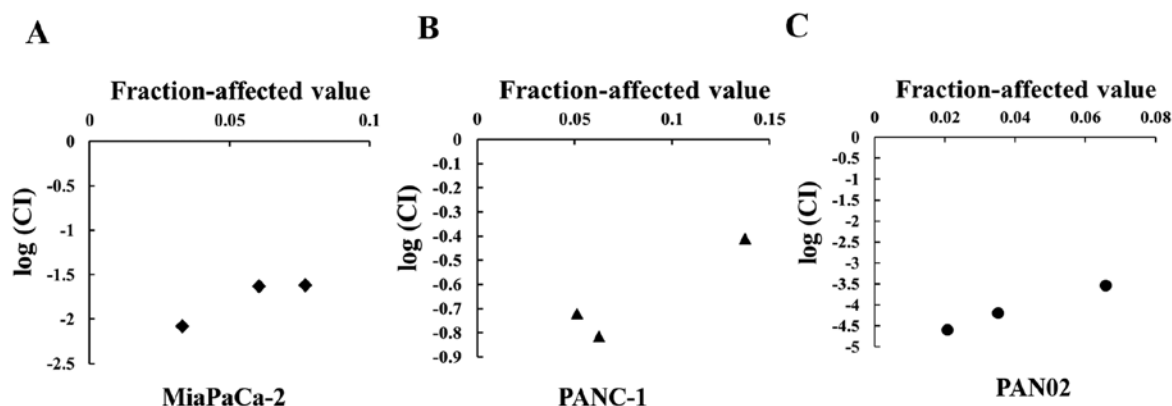 A
Fraction-affected value
0 0.05 0.1
0
-0.5
-1
-1.5
-2
-2.5
log (CI)
MiaPaCa-2
B
Fraction-affected value
0 0.05 0.1 0.15
0
-0.1
-0.2
-0.3
-0.4
-0.5
-0.6
-0.7
-0.8
-0.9
log (CI)
PANC-1
C
Fraction-affected value
0 0.02 0.04 0.06 0.08
0
-0.5
-1
-1.5
-2
-2.5
-3
-3.5
-4
-4.5
-5
log (CI)
PAN02